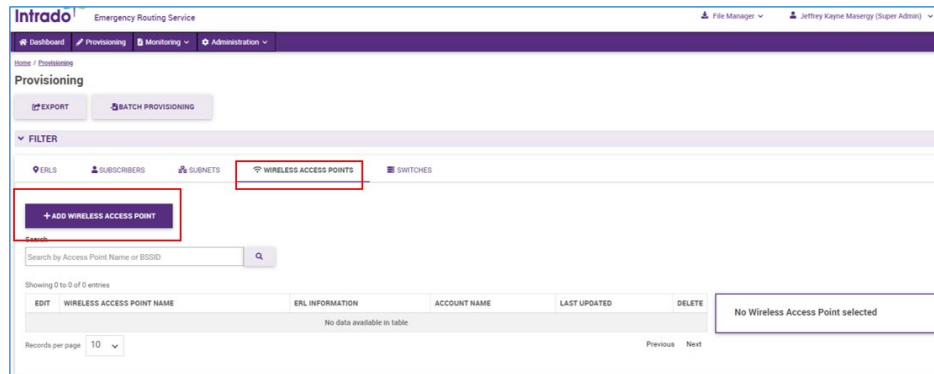 Intrado Emergency Routing Service File Manager Jeffrey Kayne Masergy (Super Admin)
Dashboard Provisioning Monitoring Administration
Home / Provisioning
Provisioning
EXPORT BATCH PROVISIONING
FILTER
ERLS SUBSCRIBERS SUBNETS WIRELESS ACCESS POINTS SWITCHES
+ ADD WIRELESS ACCESS POINT
Search
Search by Access Point Name or BSSID
Showing 0 to 0 of 0 entries
EDIT WIRELESS ACCESS POINT NAME ERL INFORMATION ACCOUNT NAME LAST UPDATED DELETE
No Wireless Access Point selected
No data available in table
Records per page 10 Previous Next